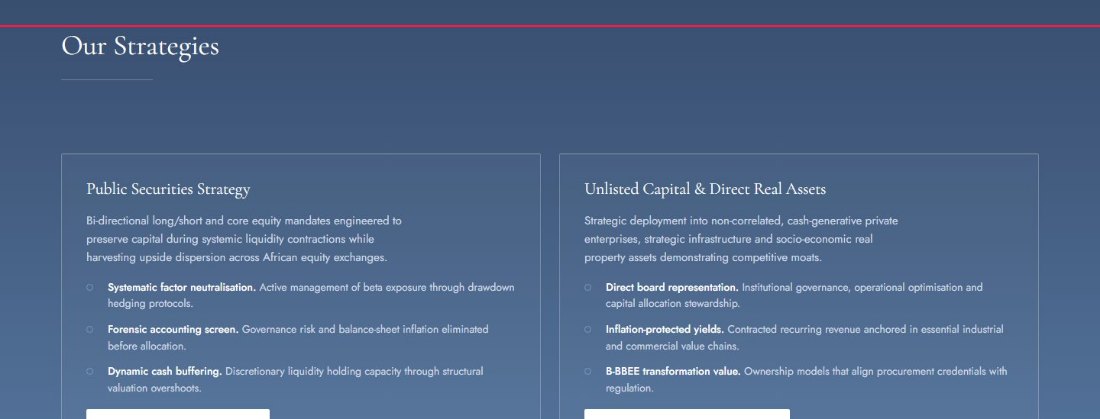 Our Strategies
Public Securities Strategy
Bi-directional long/short and core equity mandates engineered to
preserve capital during systemic liquidity contractions while
harvesting upside dispersion across African equity exchanges.
Systematic factor neutralisation. Active management of beta exposure through drawdown
hedging protocols.
Forensic accounting screen. Governance risk and balance-sheet inflation eliminated
before allocation.
Dynamic cash buffering. Discretionary liquidity holding capacity through structural
valuation overshoots.
Unlisted Capital & Direct Real Assets
Strategic deployment into non-correlated, cash-generative private
enterprises, strategic infrastructure and socio-economic real
property assets demonstrating competitive moats.
Direct board representation. Institutional governance, operational optimisation and
capital allocation stewardship.
Inflation-protected yields. Contracted recurring revenue anchored in essential industrial
and commercial value chains.
B-BBEE transformation value. Ownership models that align procurement credentials with
regulation.